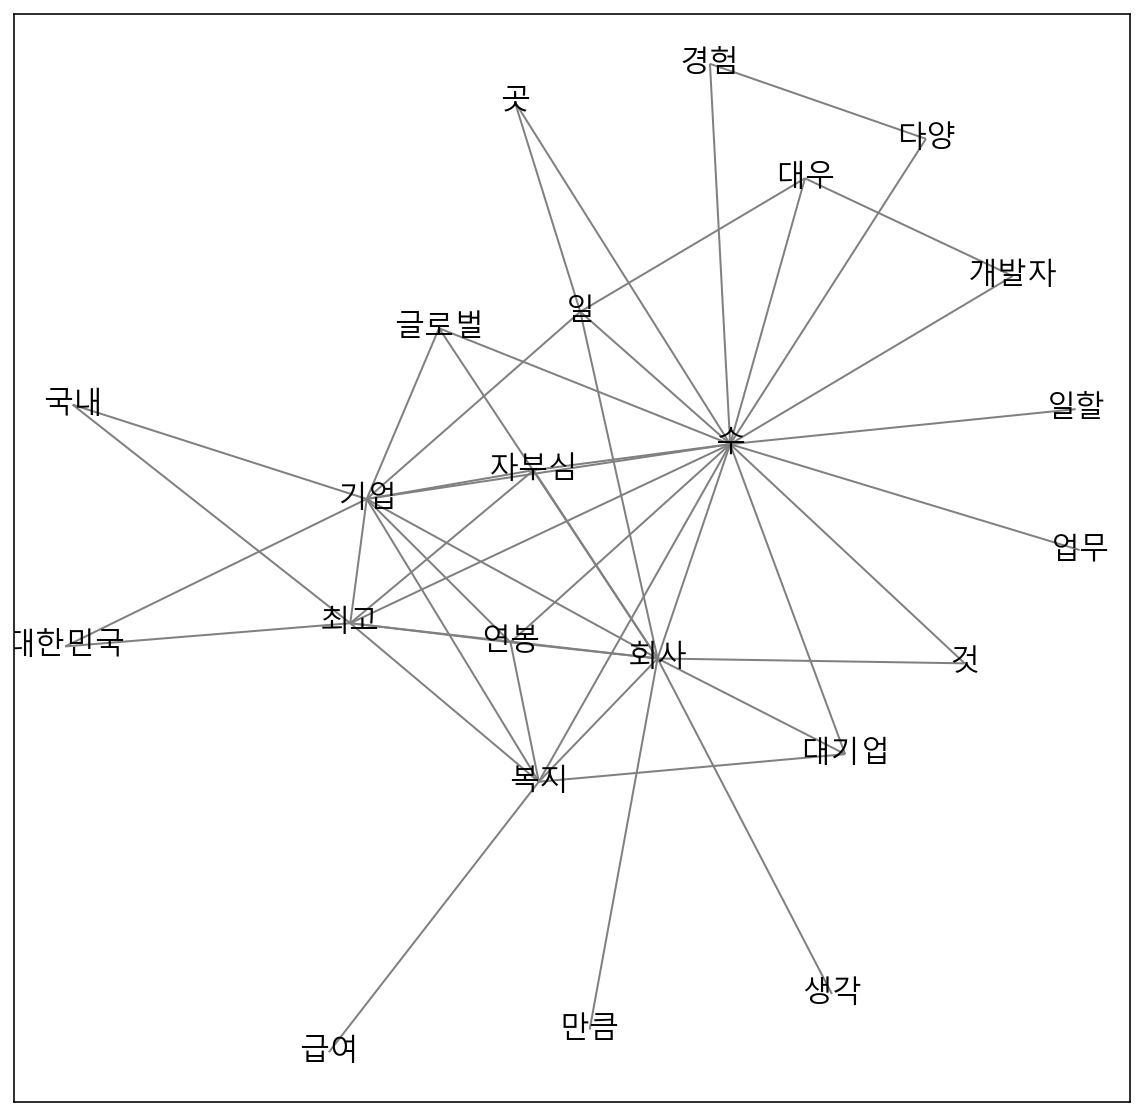 경험
곳
다양
대우
개발자
일
글로벌
국내
일할
수
자부심
기업
업무
최고
연봉
대한민국
회사
것
대기업
복지
생각
만큼
급여